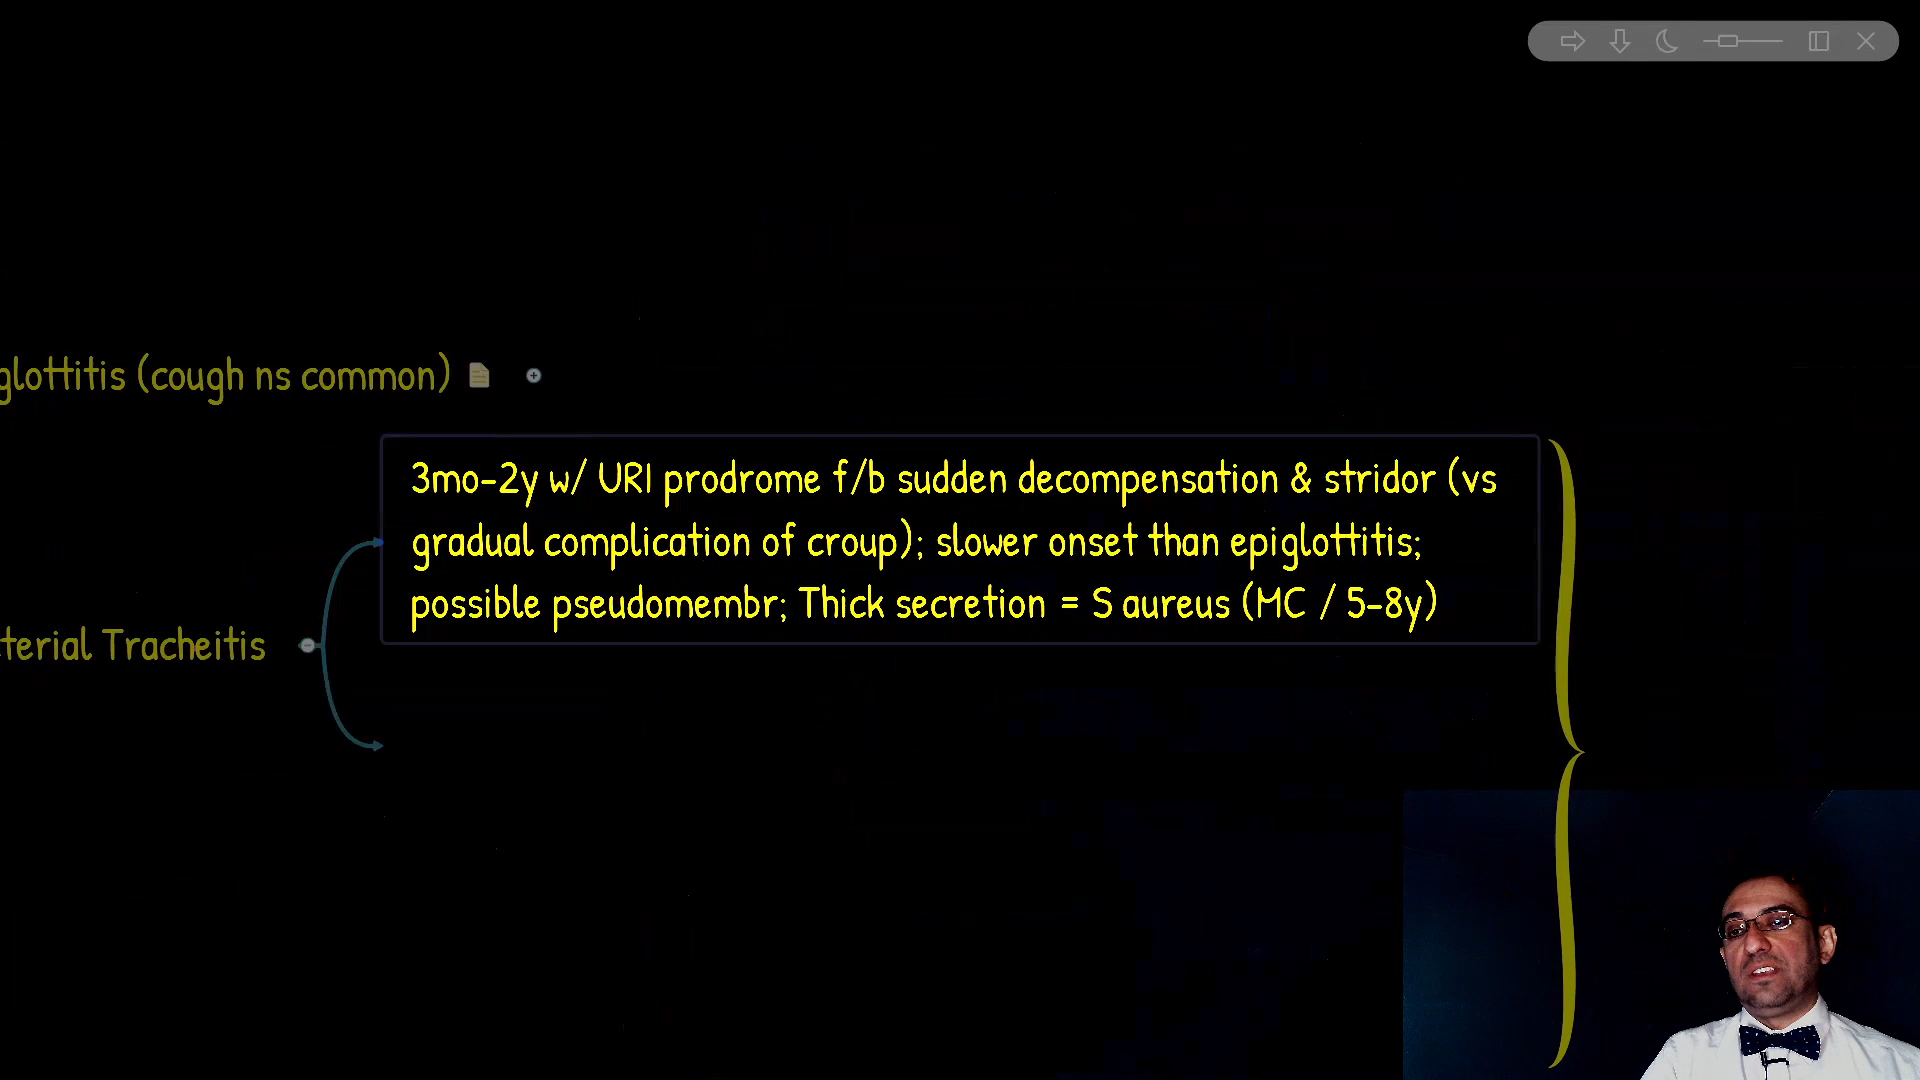 glottitis (cough ns common)
3mo-2y w/ URI prodrome f/b sudden decompensation & stridor (vs
gradual complication of croup); slower onset than epiglottitis;
possible pseudomembr; Thick secretion = S aureus (MC / 5-8y)
terial Tracheitis